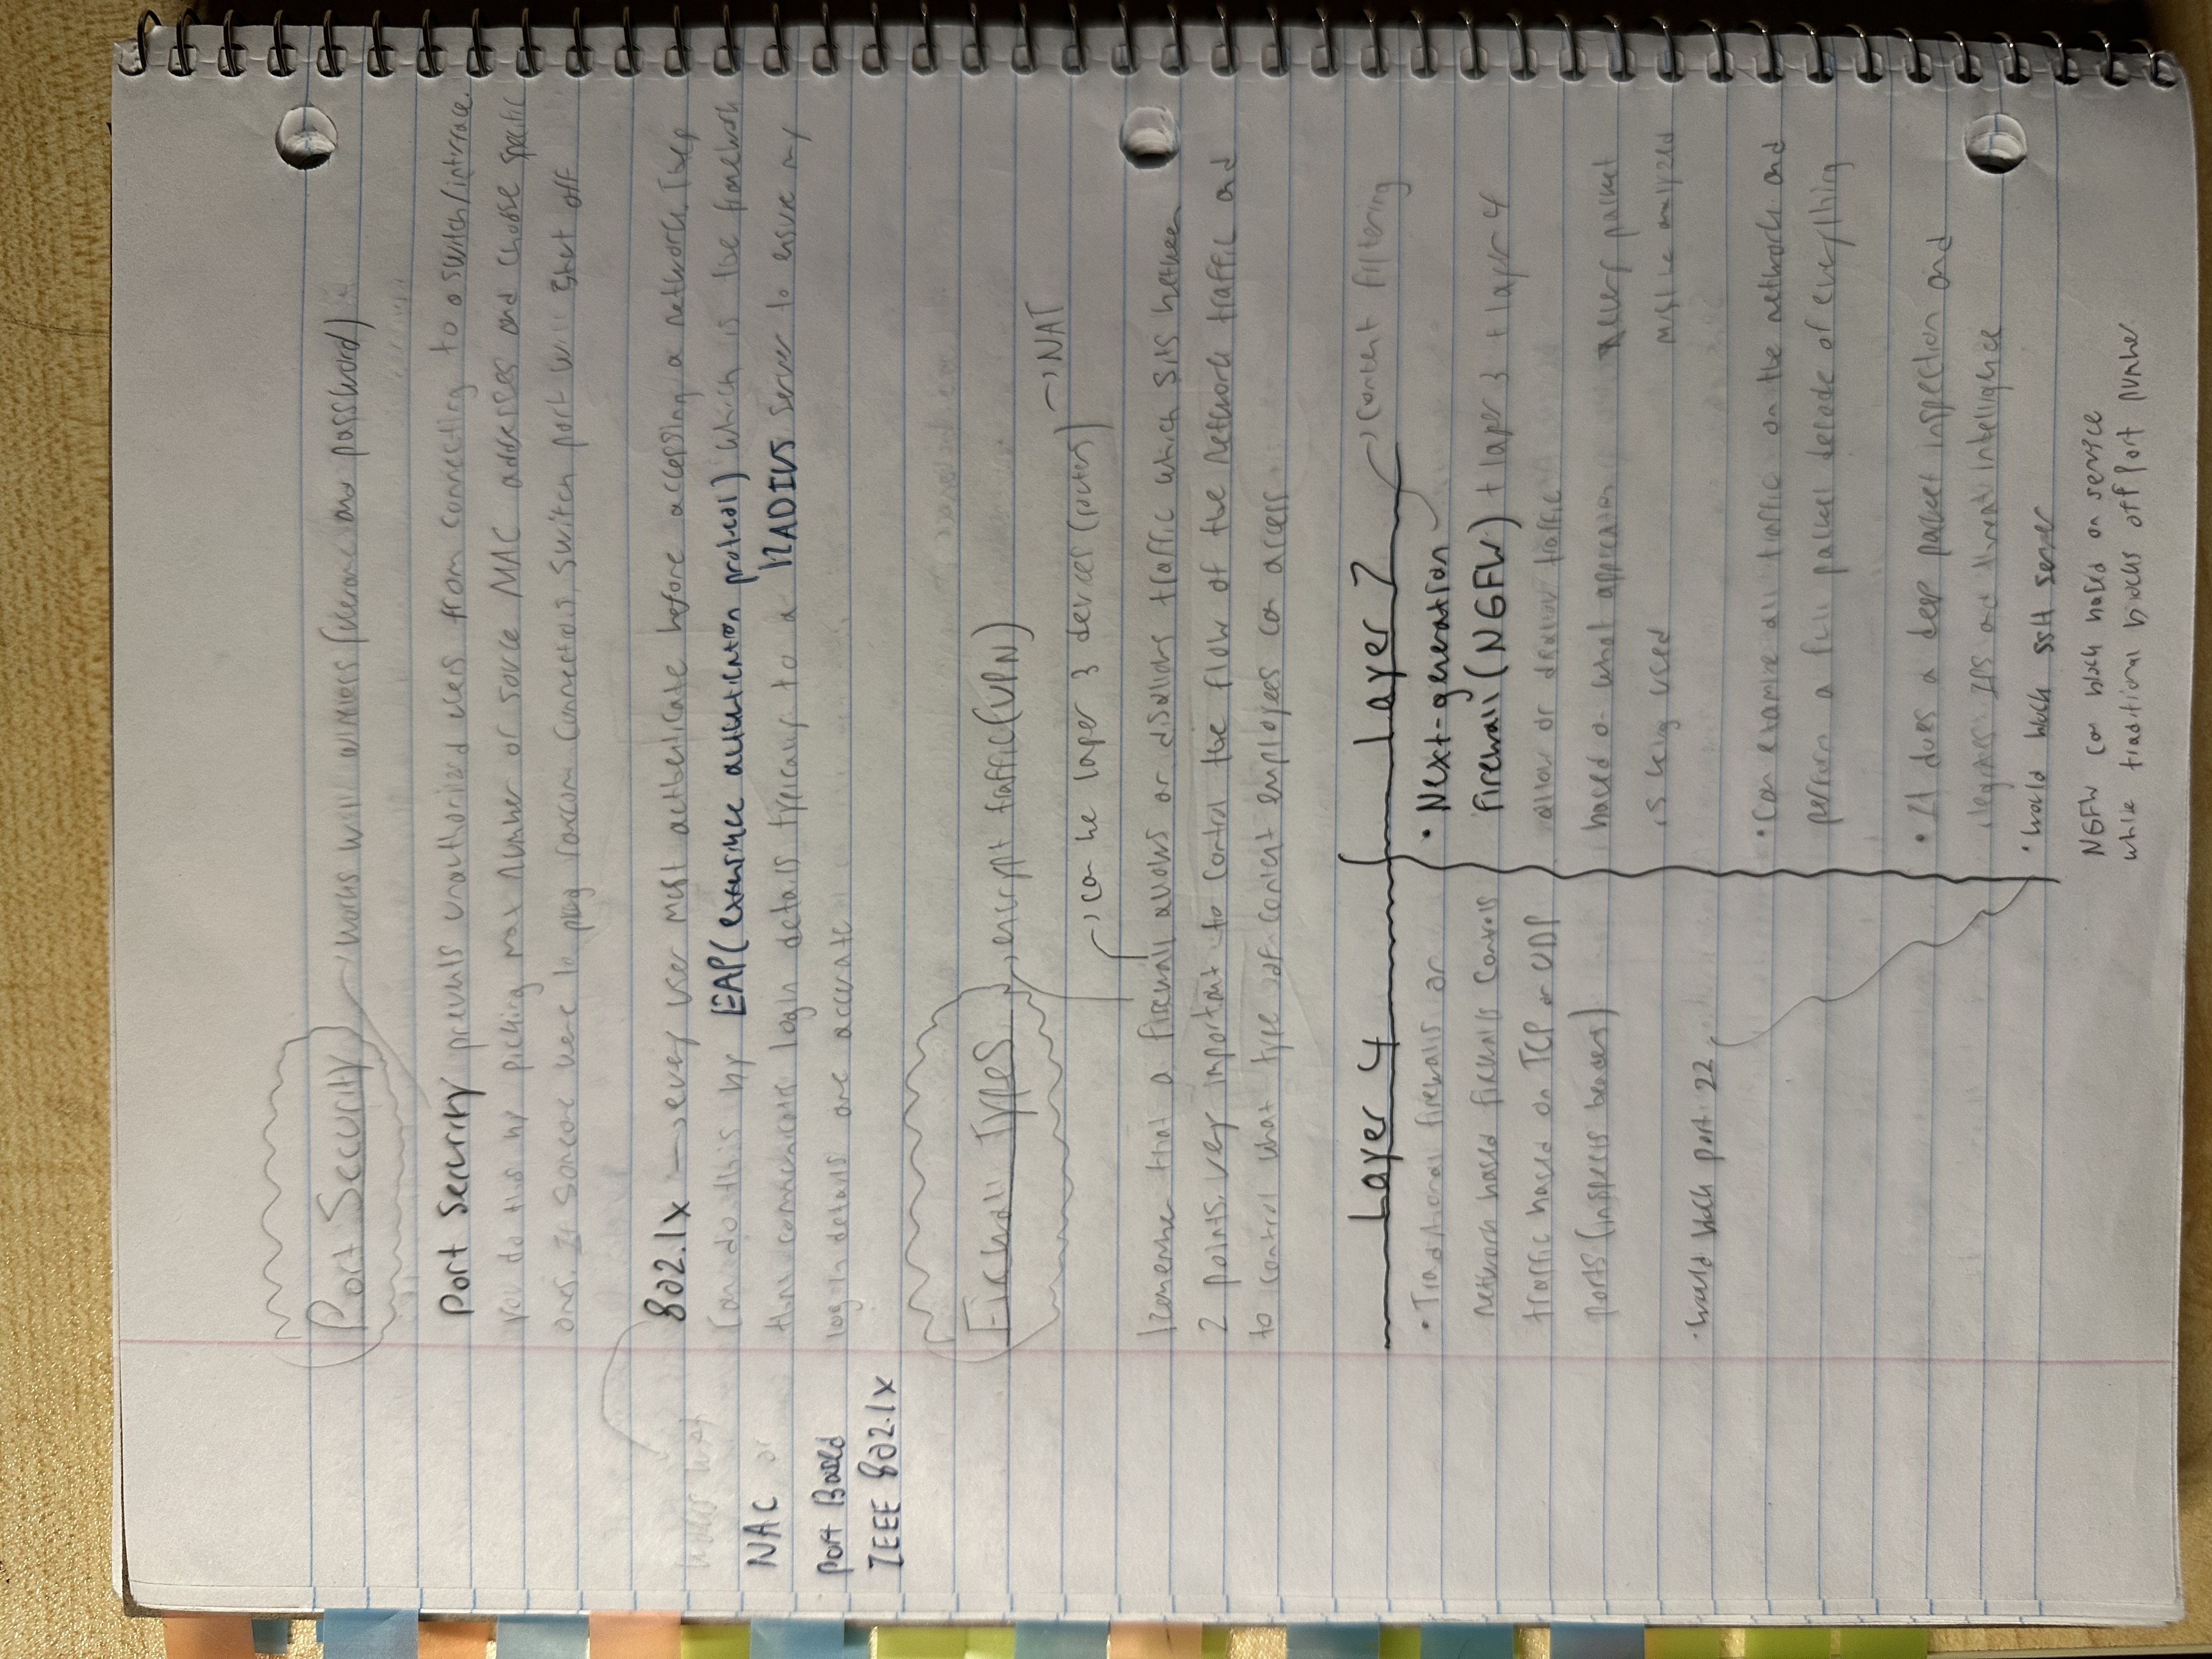 Port Security → works with wireless (username and password)
Port Security prevents unauthorized users from connecting to a switch/interface.
You do this by picking max number of source MAC addresses and choose specific
ones. If someone were to plug random connections, switch port will shut off
802.1x → every user must authenticate before accessing a network. They
can do this by EAP( authentication protocol) which is the framework
that communicates login details typically to a RADIUS server to ensure my
login details are accurate
works w/
NAC or
Port Based
IEEE 802.1x
Firewall Types → encrypt traffic (VPN)
→ NAT
→ can be layer 3 devices (routers)
Remember that a firewall allows or disallows traffic which sits between
2 points. very important to control the flow of the network traffic and
to control what type of content employees can access
Layer 4
• Traditional firewalls or
network based firewalls controls
traffic based on TCP or UDP
ports (inspects headers)
• would block port 22
Layer 7 → content filtering
• Next-generation
Firewall (NGFW) + layer 3 + layer 4
allow or disallow traffic
based on what application
is being used
* every packet
must be analyzed
• Can examine all traffic on the network and
perform a full packet decode of everything
• It does a deep packet inspection and
IPS and threat intelligence
• would block SSH server
NGFW can block based on service
while traditional blocks off port number